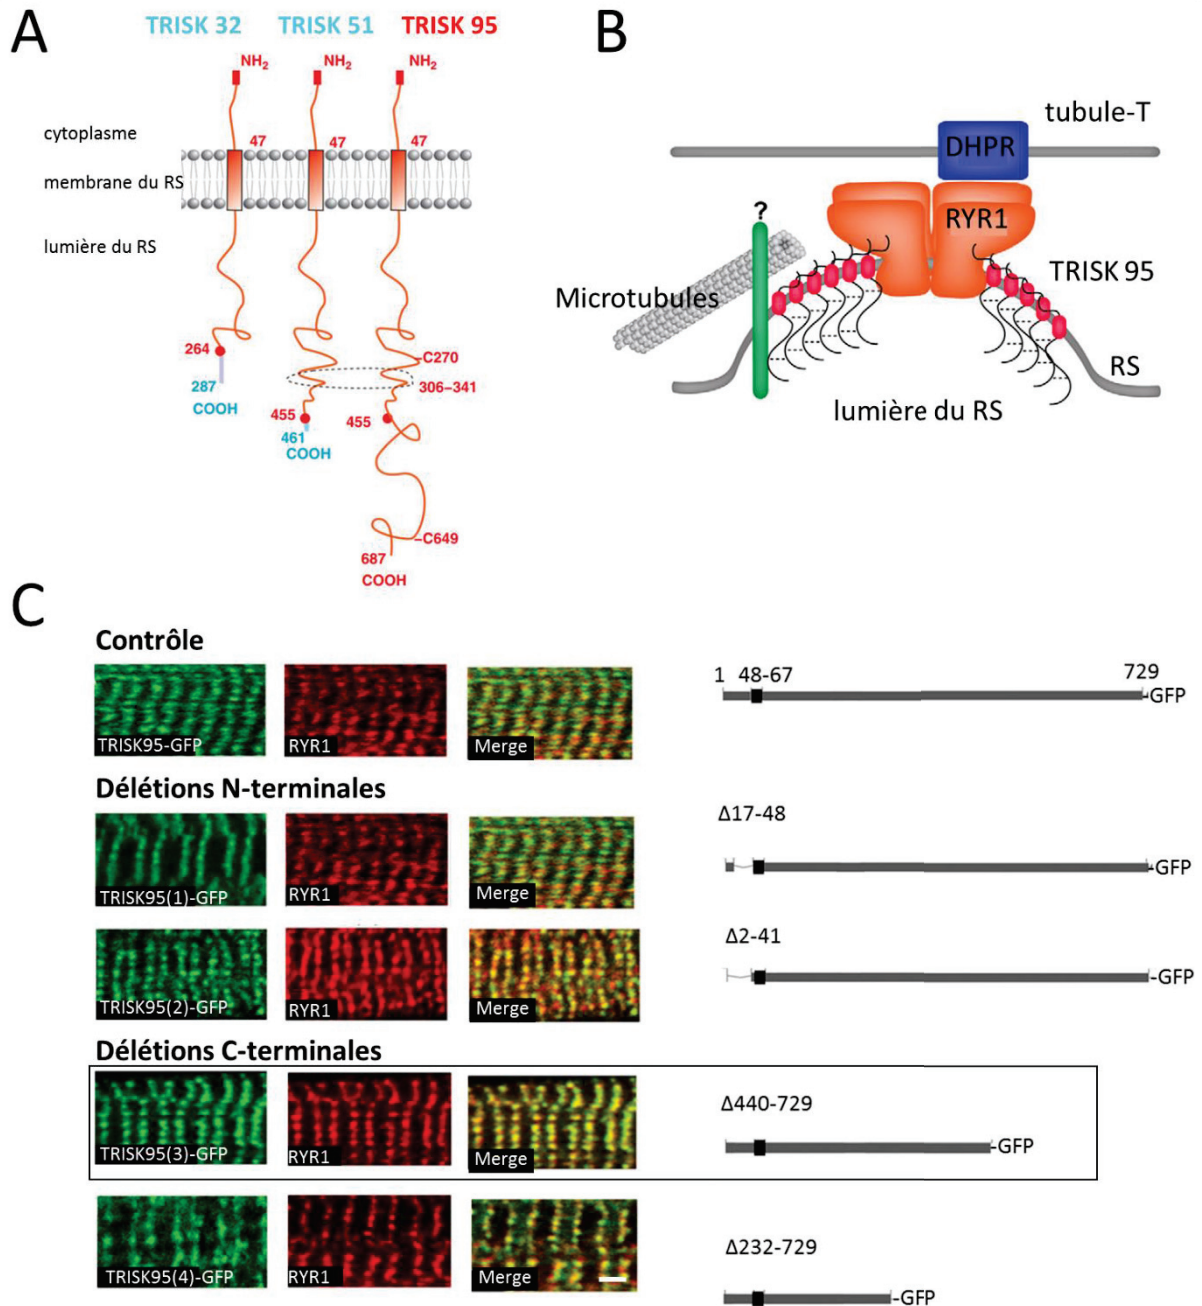 A
TRISK 32 TRISK 51 TRISK 95
NH2 NH2 NH2
cytoplasme
47 47 47
membrane du RS
lumière du RS
264
287
COOH
C270
306–341
455 455
461
COOH
C649
687
COOH
B
tubule-T
DHPR
?
RYR1
TRISK 95
Microtubules
RS
lumière du RS
C
Contrôle
TRISK95-GFP RYR1 Merge
1 48-67 729
-GFP
Délétions N-terminales
TRISK95(1)-GFP RYR1 Merge
Δ17-48
-GFP
TRISK95(2)-GFP RYR1 Merge
Δ2-41
-GFP
Délétions C-terminales
TRISK95(3)-GFP RYR1 Merge
Δ440-729
-GFP
TRISK95(4)-GFP RYR1 Merge
Δ232-729
-GFP